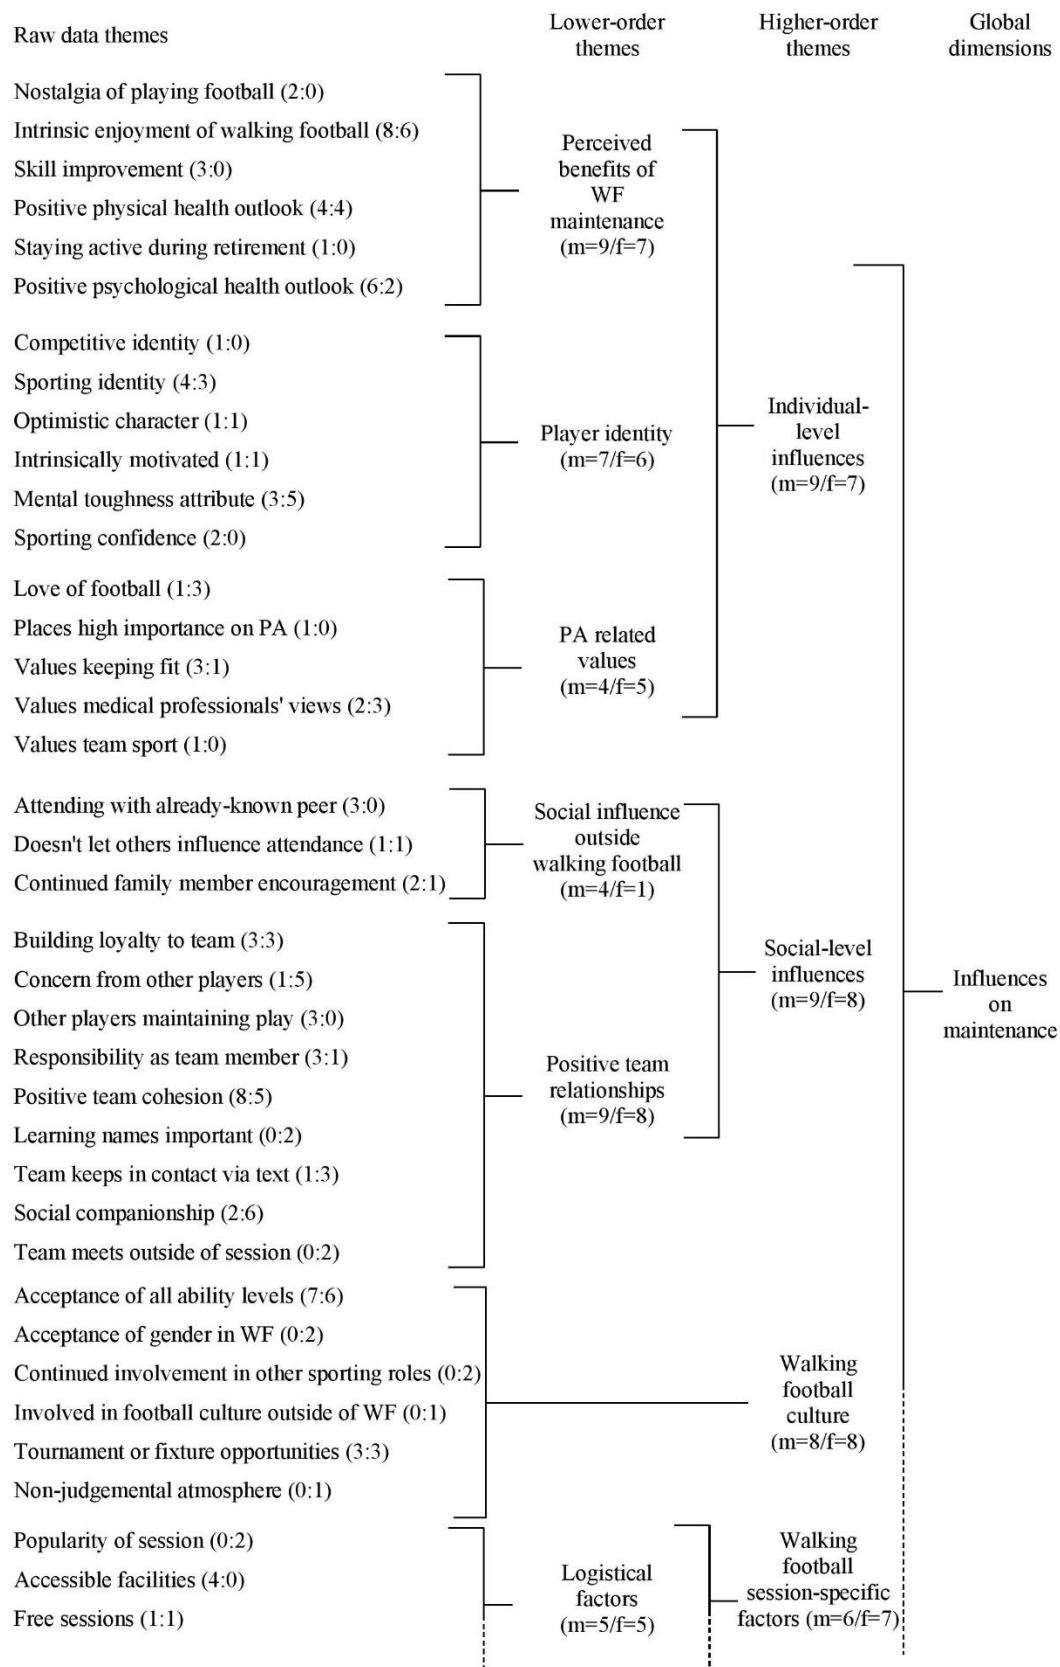 Raw data themes
Lower-order
themes
Higher-order
themes
Global
dimensions
Nostalgia of playing football (2:0)
Intrinsic enjoyment of walking football (8:6)
Skill improvement (3:0)
Positive physical health outlook (4:4)
Staying active during retirement (1:0)
Positive psychological health outlook (6:2)
Perceived
benefits of
WF
maintenance
(m=9/f=7)
Competitive identity (1:0)
Sporting identity (4:3)
Optimistic character (1:1)
Intrinsically motivated (1:1)
Mental toughness attribute (3:5)
Sporting confidence (2:0)
Player identity
(m=7/f=6)
Individual-
level
influences
(m=9/f=7)
Love of football (1:3)
Places high importance on PA (1:0)
Values keeping fit (3:1)
Values medical professionals' views (2:3)
Values team sport (1:0)
PA related
values
(m=4/f=5)
Attending with already-known peer (3:0)
Doesn't let others influence attendance (1:1)
Continued family member encouragement (2:1)
Social influence
outside
walking football
(m=4/f=1)
Building loyalty to team (3:3)
Concern from other players (1:5)
Other players maintaining play (3:0)
Responsibility as team member (3:1)
Positive team cohesion (8:5)
Learning names important (0:2)
Team keeps in contact via text (1:3)
Social companionship (2:6)
Team meets outside of session (0:2)
Positive team
relationships
(m=9/f=8)
Social-level
influences
(m=9/f=8)
Influences
on
maintenance
Acceptance of all ability levels (7:6)
Acceptance of gender in WF (0:2)
Continued involvement in other sporting roles (0:2)
Involved in football culture outside of WF (0:1)
Tournament or fixture opportunities (3:3)
Non-judgemental atmosphere (0:1)
Walking
football
culture
(m=8/f=8)
Popularity of session (0:2)
Accessible facilities (4:0)
Free sessions (1:1)
Logistical
factors
(m=5/f=5)
Walking
football
session-specific
factors (m=6/f=7)